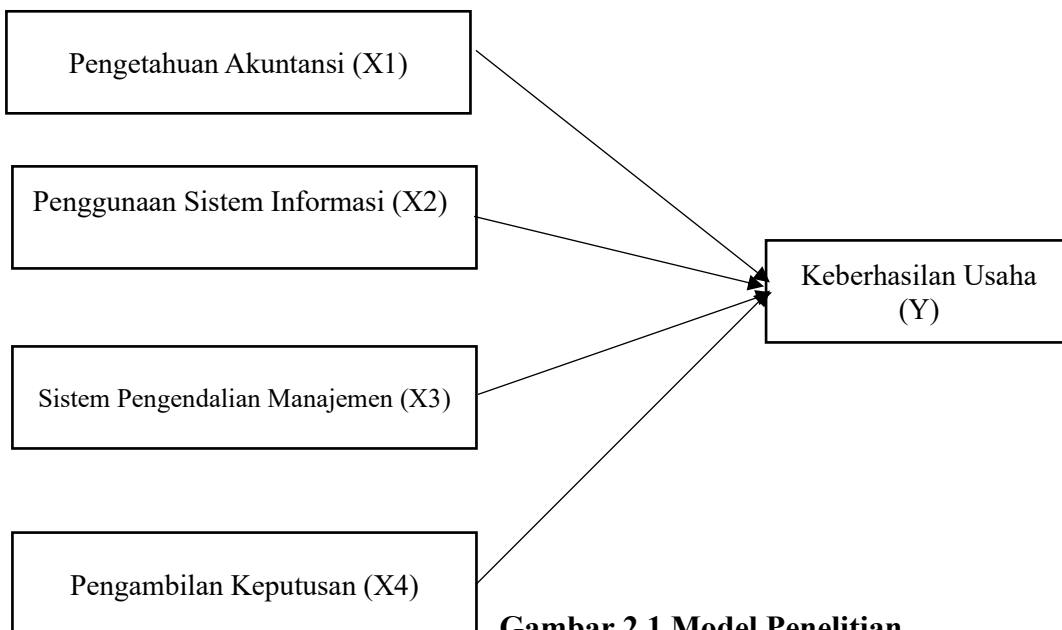 Pengetahuan Akuntansi (X1)
Penggunaan Sistem Informasi (X2)
Keberhasilan Usaha
(Y)
Sistem Pengendalian Manajemen (X3)
Pengambilan Keputusan (X4)
Gambar 2.1 Model Penelitian